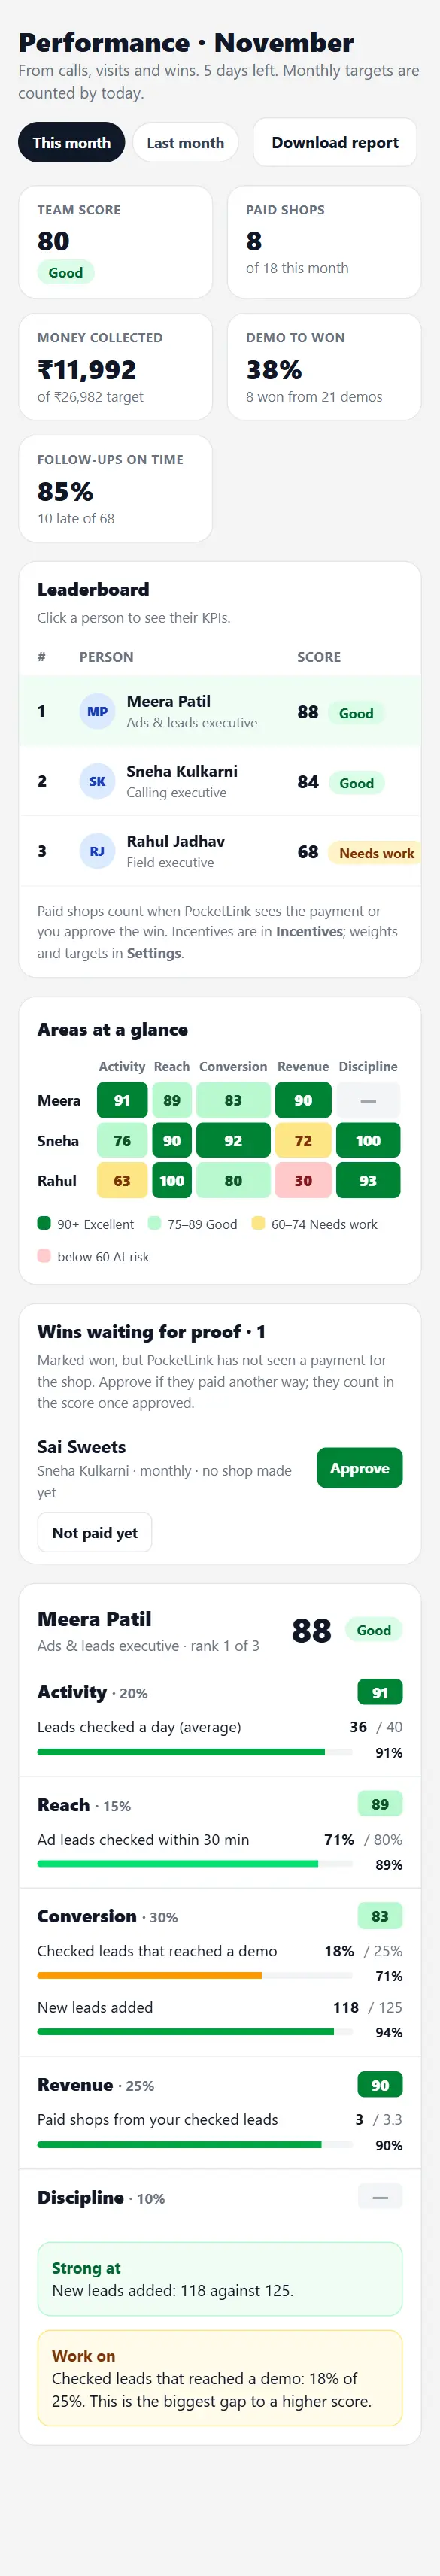 Performance · November
From calls, visits and wins. 5 days left. Monthly targets are
counted by today.
This month
Last month
Download report
TEAM SCORE
80
Good
PAID SHOPS
8
of 18 this month
MONEY COLLECTED
₹11,992
of ₹26,982 target
DEMO TO WON
38%
8 won from 21 demos
FOLLOW-UPS ON TIME
85%
10 late of 68
Leaderboard
Click a person to see their KPIs.
# PERSON SCORE
1 MP Meera Patil 88 Good
Ads & leads executive
2 SK Sneha Kulkarni 84 Good
Calling executive
3 RJ Rahul Jadhav 68 Needs work
Field executive
Paid shops count when PocketLink sees the payment or
you approve the win. Incentives are in Incentives; weights
and targets in Settings.
Areas at a glance
Activity Reach Conversion Revenue Discipline
Meera 91 89 83 90 —
Sneha 76 90 92 72 100
Rahul 63 100 80 30 93
90+ Excellent 75–89 Good 60–74 Needs work
below 60 At risk
Wins waiting for proof · 1
Marked won, but PocketLink has not seen a payment for
the shop. Approve if they paid another way; they count in
the score once approved.
Sai Sweets
Sneha Kulkarni · monthly · no shop made
yet
Approve
Not paid yet
Meera Patil
Ads & leads executive · rank 1 of 3
88 Good
Activity · 20% 91
Leads checked a day (average) 36 / 40
91%
Reach · 15% 89
Ad leads checked within 30 min 71% / 80%
89%
Conversion · 30% 83
Checked leads that reached a demo 18% / 25%
71%
New leads added 118 / 125
94%
Revenue · 25% 90
Paid shops from your checked leads 3 / 3.3
90%
Discipline · 10% —
Strong at
New leads added: 118 against 125.
Work on
Checked leads that reached a demo: 18% of
25%. This is the biggest gap to a higher score.